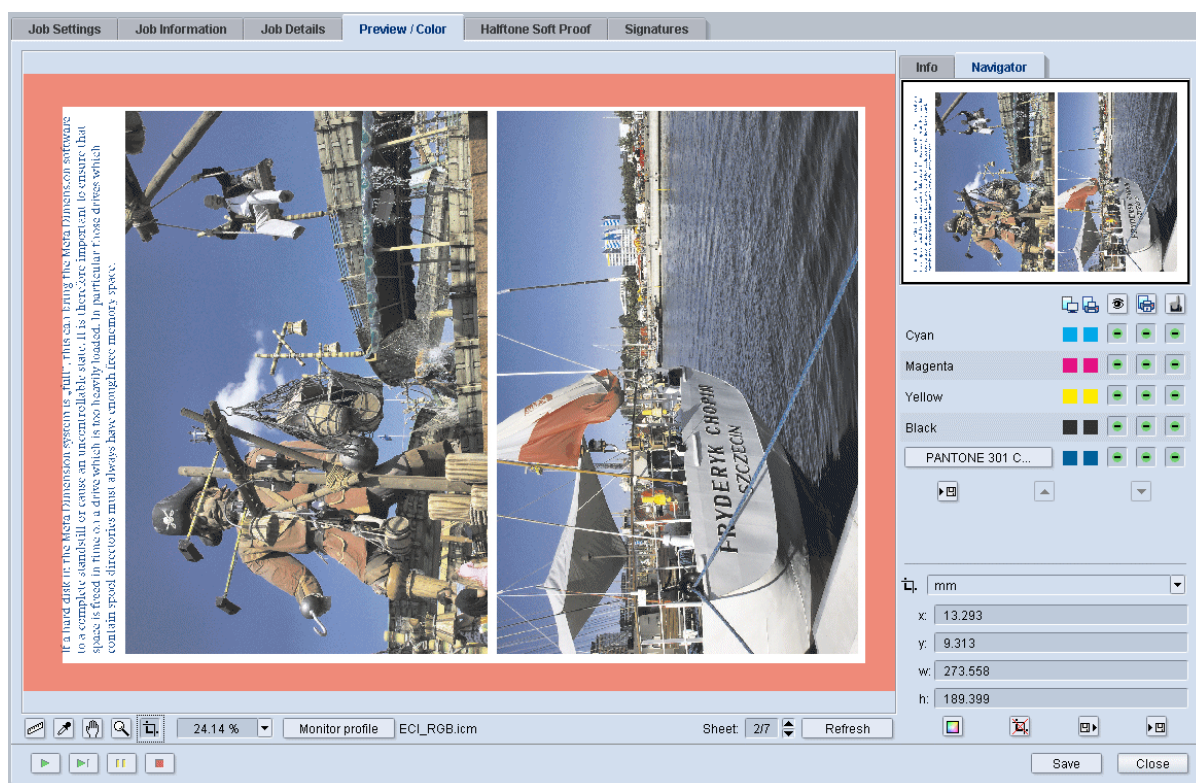 Job Settings
Job Information
Job Details
Preview / Color
Halftone Soft Proof
Signatures
If a hard disk in the Meta Dimension system is „full“, this can bring the Meta Dimension software
to a complete standstill or cause an uncontrollable state. It is therefore important to ensure that
space is freed in time on a drive which is too heavily loaded. In particular those drives which
contain spool directories must always have enough free memory space.
FRYDERYK CHOPIN
SZCZECIN
Info
Navigator
Cyan
Magenta
Yellow
Black
PANTONE 301 C...
mm
x: 13.293
y: 9.313
w: 273.558
h: 189.399
24.14 %
Monitor profile
ECI_RGB.icm
Sheet: 2/7
Refresh
Save
Close